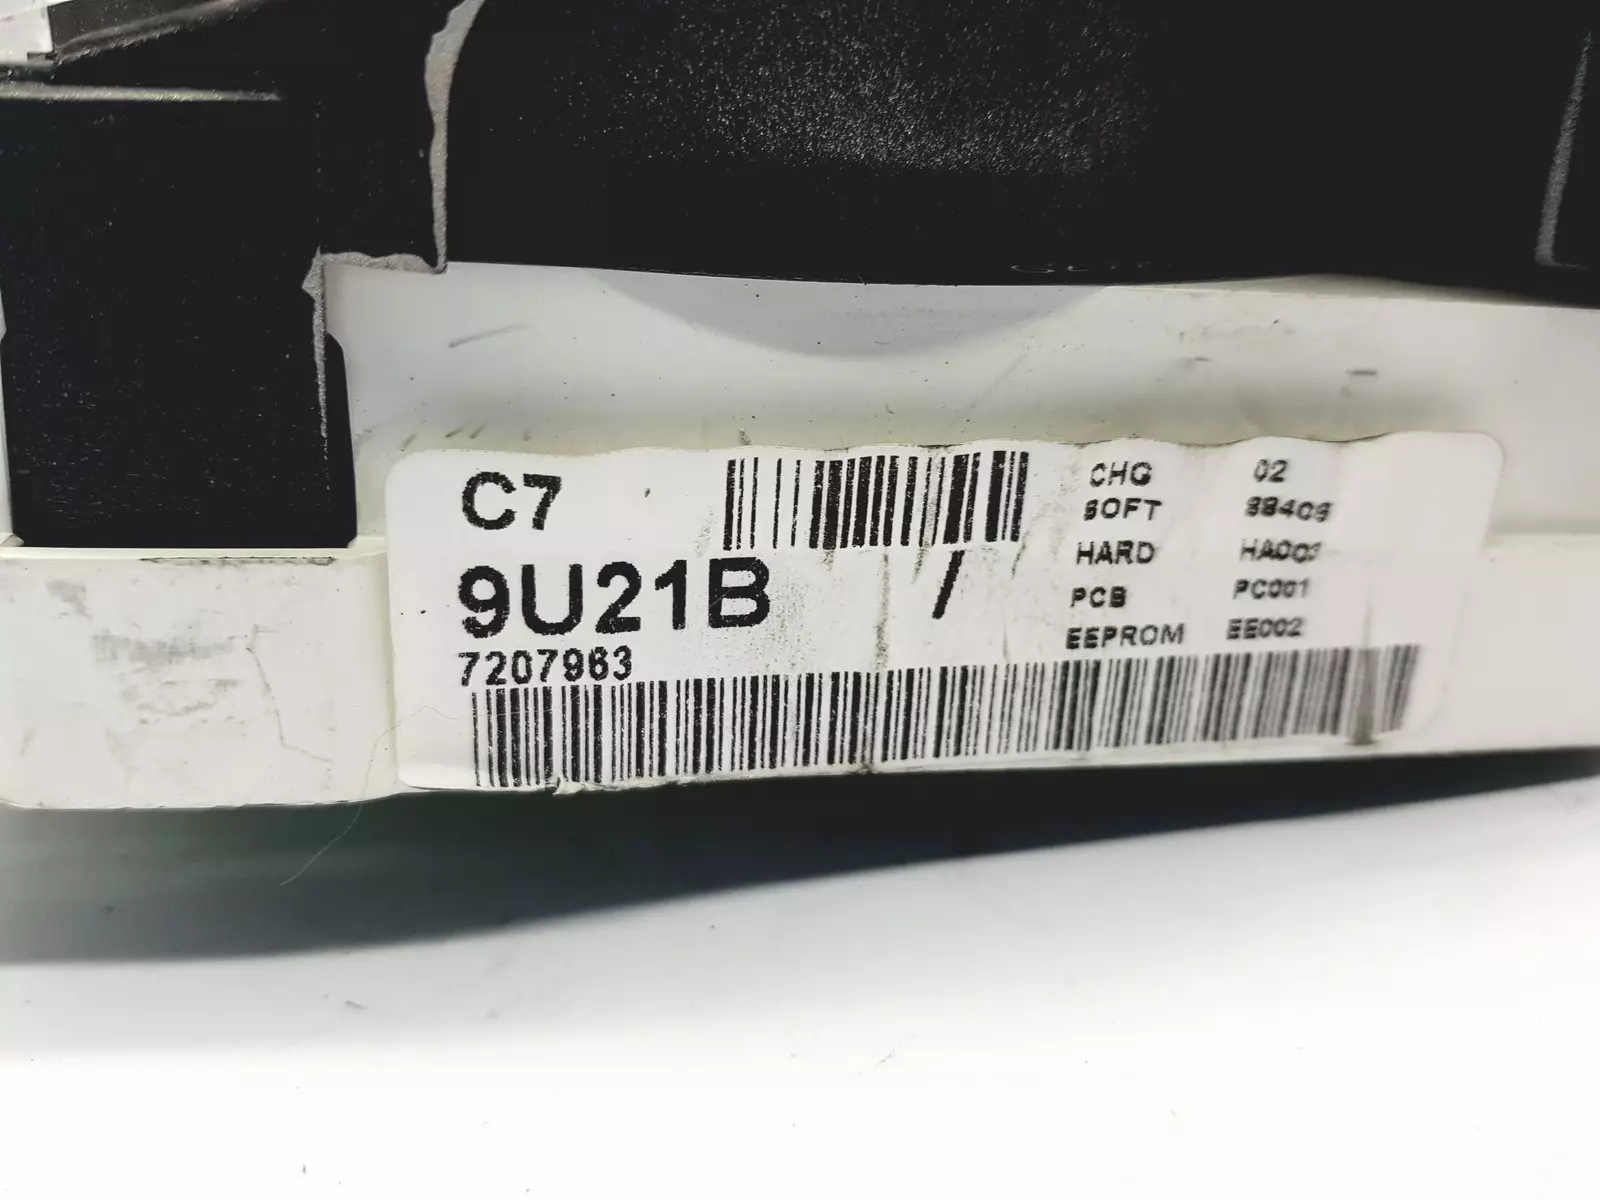 C7
9U21B /
7207963
CHG 02
SOFT
HARD
PCB PC001
EEPROM EE002